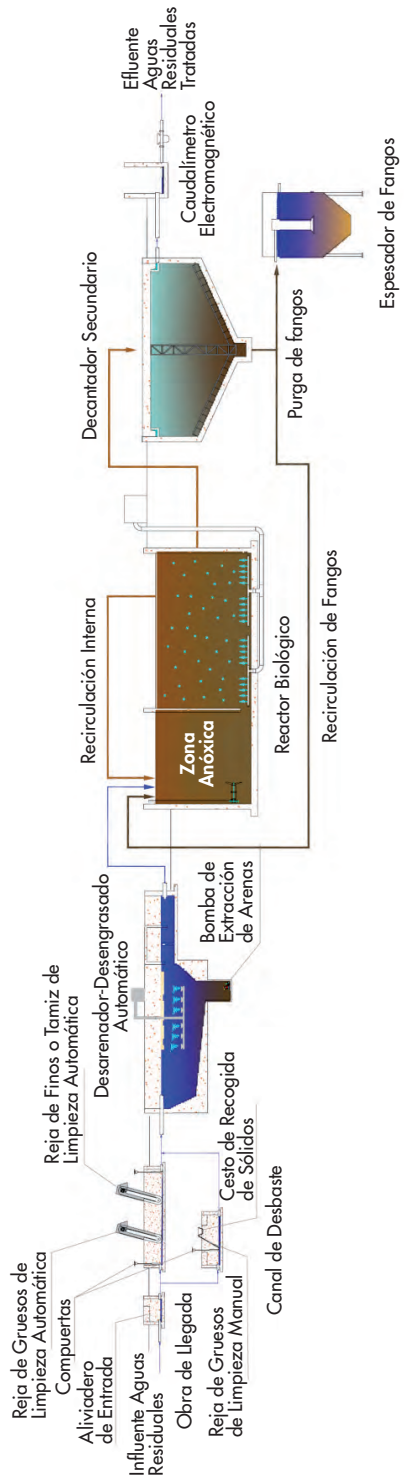 Reja de Gruesos de
Limpieza Automática
Compuertas
Aliviadero
de Entrada
Influente Aguas
Residuales
Obra de Llegada
Reja de Gruesos
de Limpieza Manual
Canal de Desbaste
Cesto de Recogida
de Sólidos
Reja de Finos o Tamiz de
Limpieza Automática
Desarenador-Desengrasado
Automático
Bomba de
Extracción
de Arenas
Recirculación Interna
Zona
Anóxica
Reactor Biológico
Recirculación de Fangos
Decantador Secundario
Purga de fangos
Caudalímetro
Electromagnético
Efluente
Aguas
Residuales
Tratadas
Espesador de Fangos